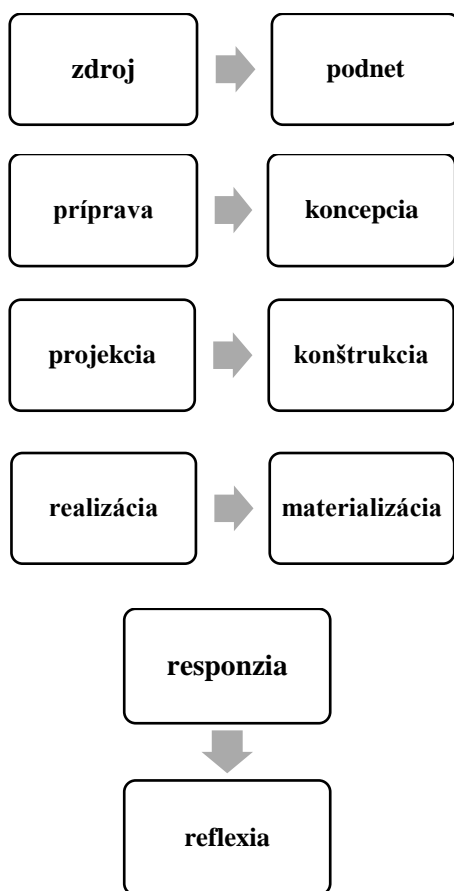 zdroj
podnet
príprava
koncepcia
projekcia
konštrukcia
realizácia
materializácia
responzia
reflexia